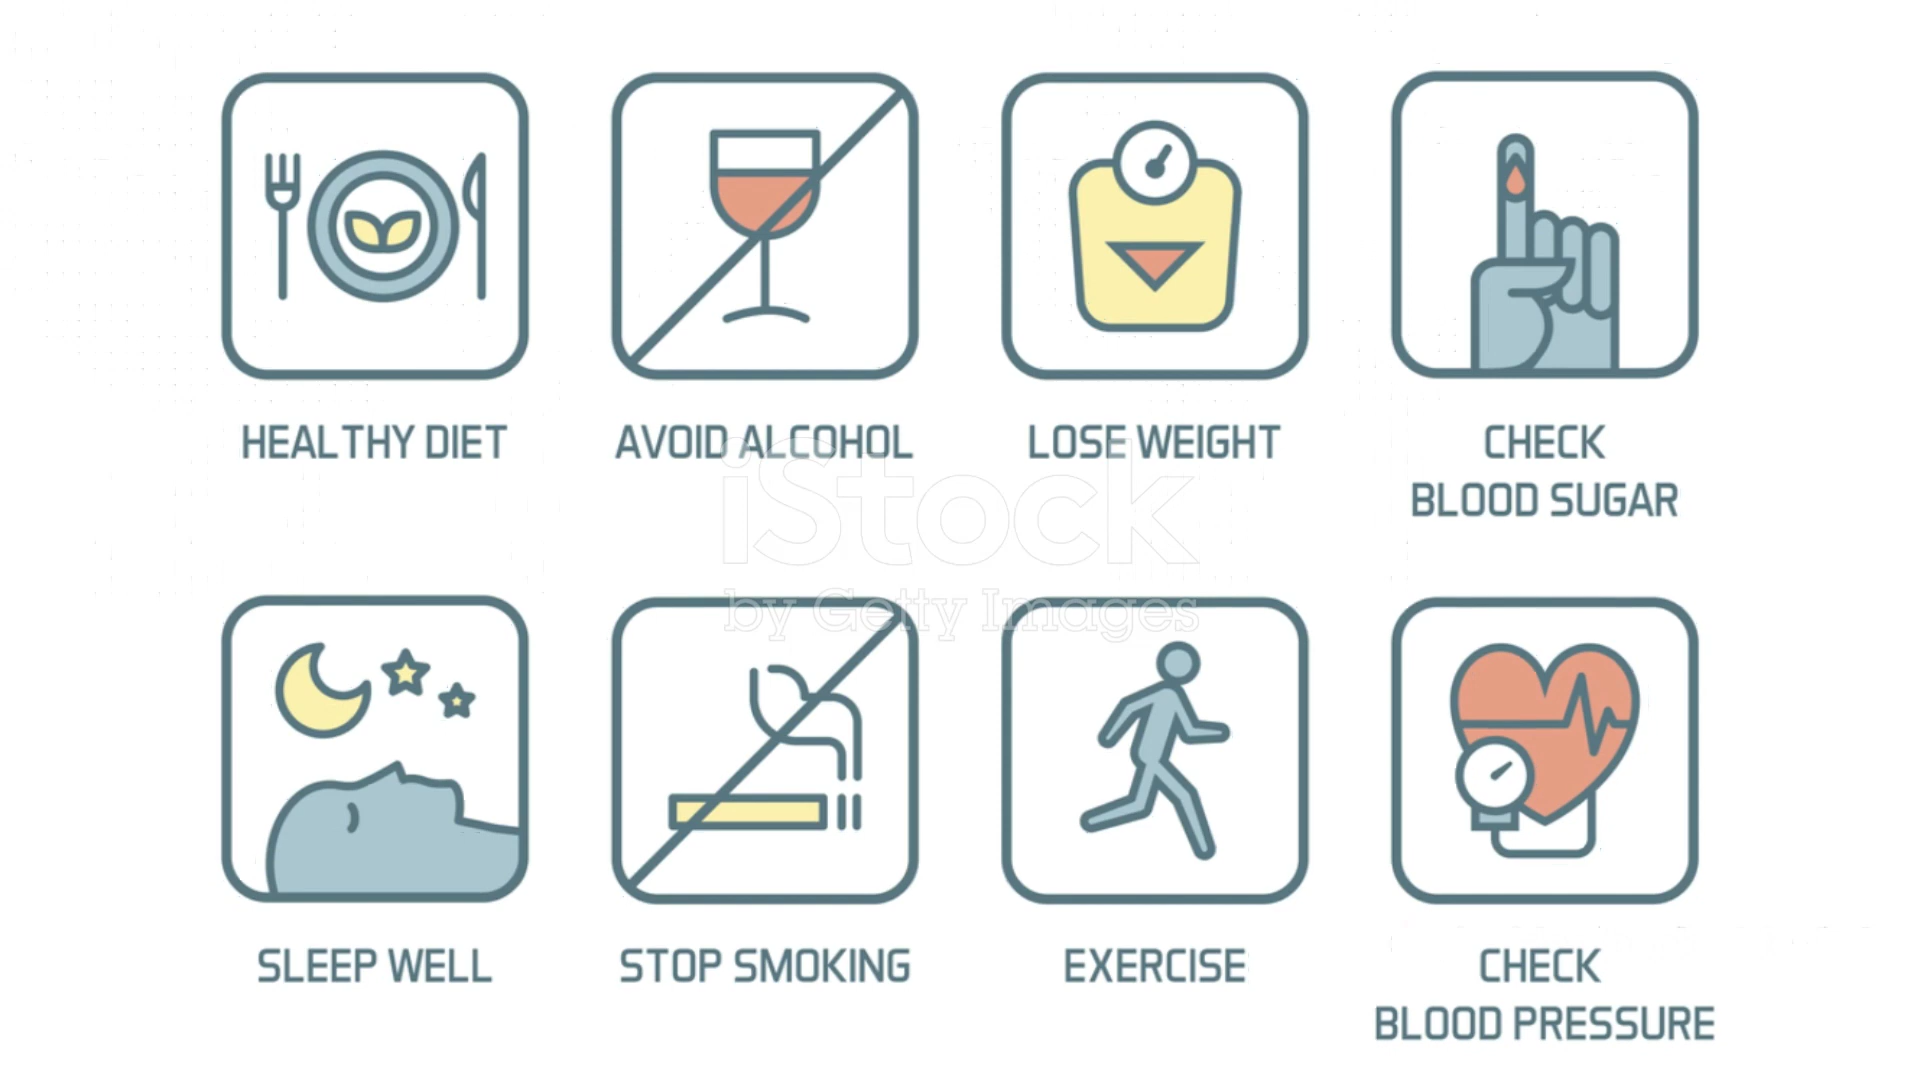 HEALTHY DIET
AVOID ALCOHOL
LOSE WEIGHT
CHECK
BLOOD SUGAR
iStock
by Getty Images
SLEEP WELL
STOP SMOKING
EXERCISE
CHECK
BLOOD PRESSURE